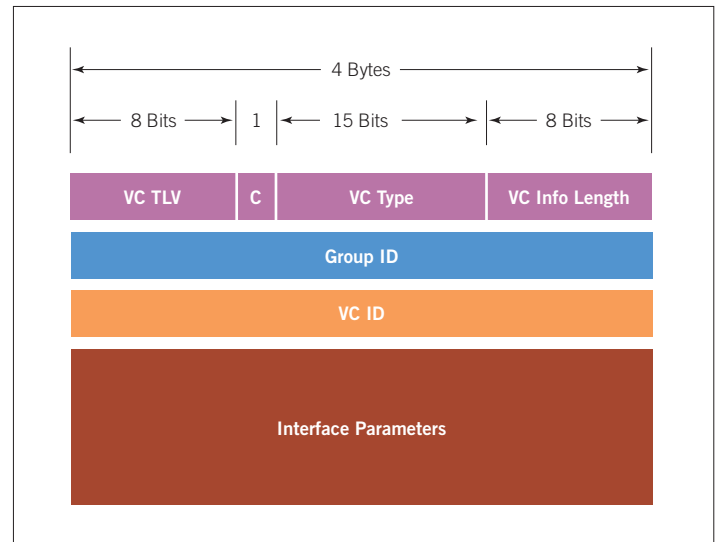 4 Bytes
8 Bits 1 15 Bits 8 Bits
VC TLV C VC Type VC Info Length
Group ID
VC ID
Interface Parameters